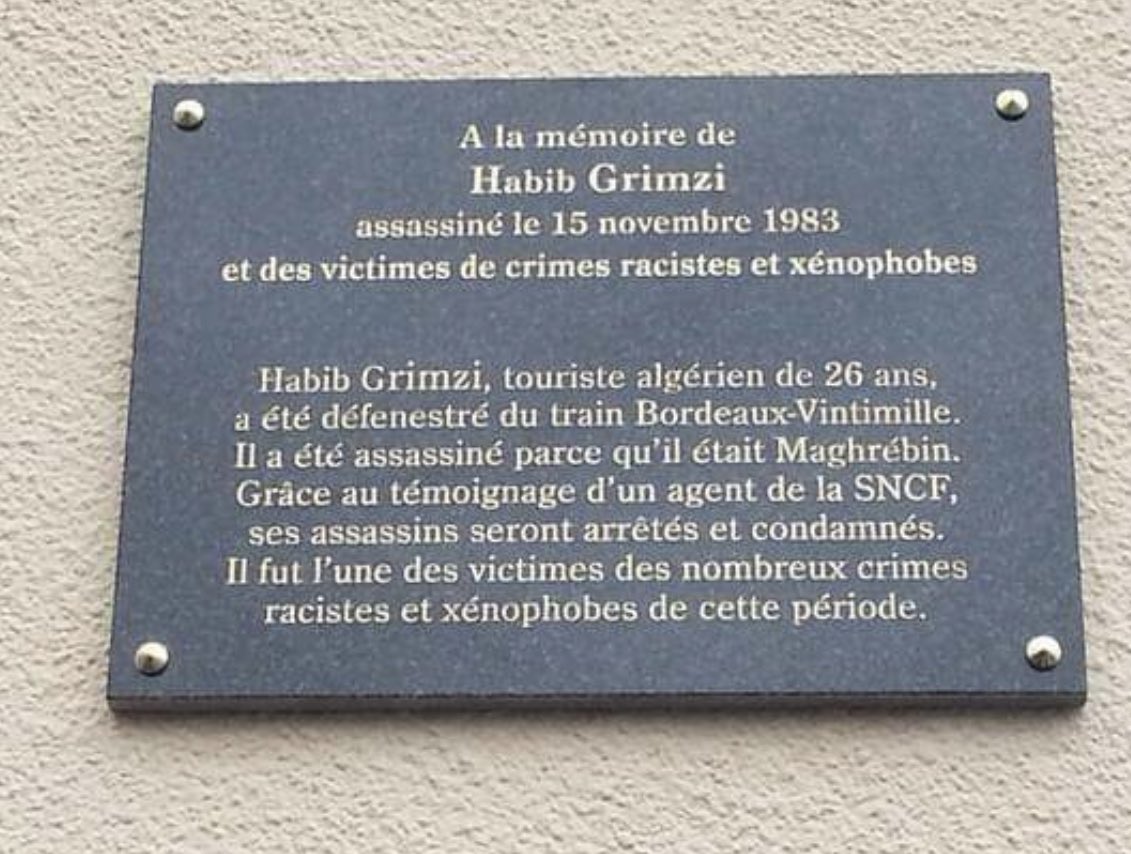 A la mémoire de
Habib Grimzi
assassiné le 15 novembre 1983
et des victimes de crimes racistes et xénophobes
Habib Grimzi, touriste algérien de 26 ans,
a été défenestré du train Bordeaux-Vintimille.
Il a été assassiné parce qu'il était Maghrébin.
Grâce au témoignage d'un agent de la SNCF,
ses assassins seront arrêtés et condamnés.
Il fut l'une des victimes des nombreux crimes
racistes et xénophobes de cette période.